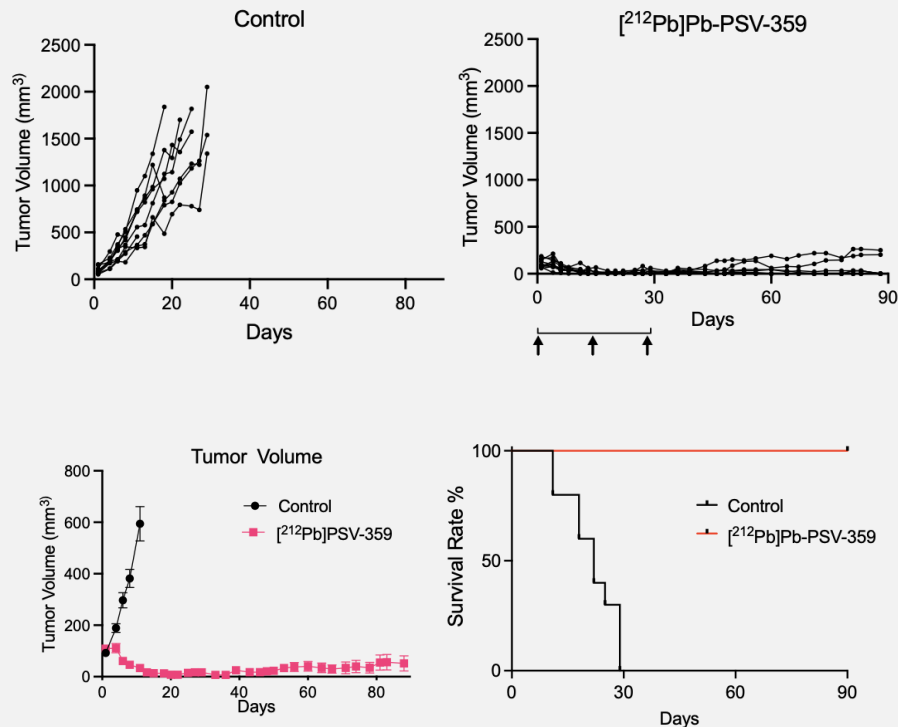 Control
Tumor Volume (mm³)
2500
2000
1500
1000
500
0
0 20 40 60 80
Days
[²¹²Pb]Pb-PSV-359
Tumor Volume (mm³)
2500
2000
1500
1000
500
0
0 30 60 90
Days
Tumor Volume
Tumor Volume (mm³)
800
600
400
200
0
0 20 40 60 80
Days
Control
[²¹²Pb]PSV-359
Survival Rate %
100
50
0
0 30 60 90
Days
Control
[²¹²Pb]Pb-PSV-359